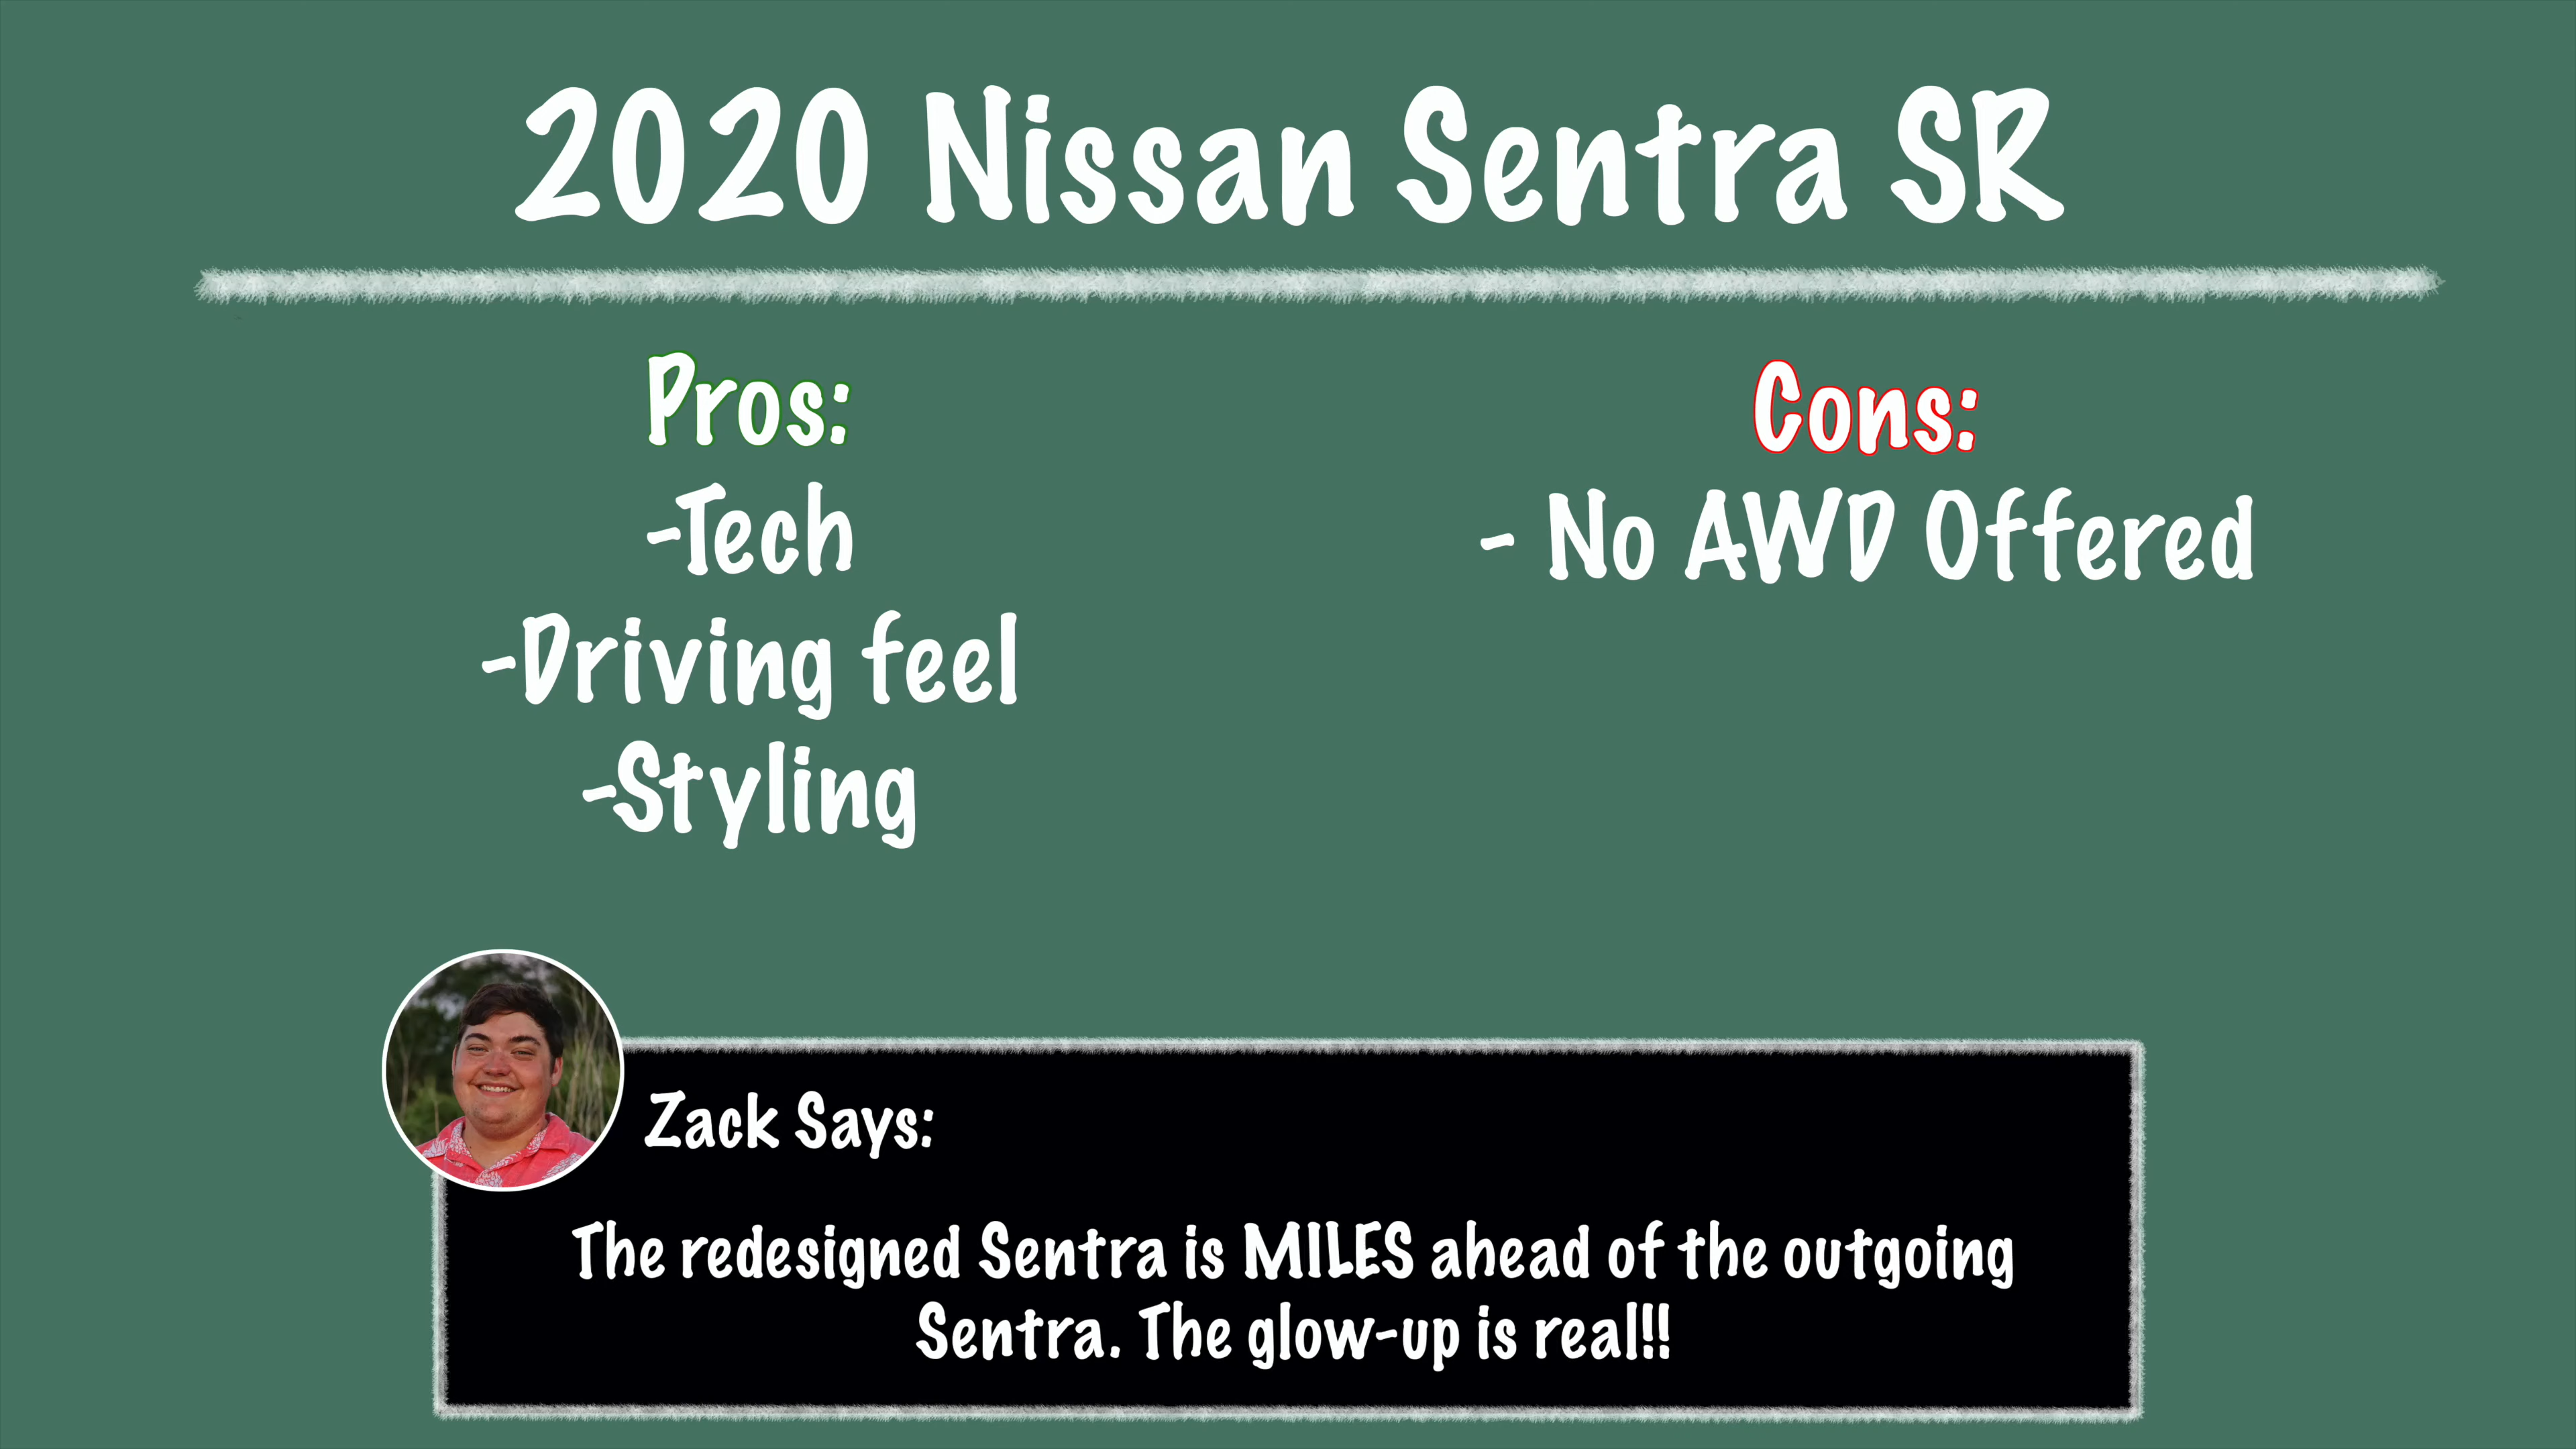 2020 Nissan Sentra SR
Pros:
-Tech
-Driving feel
-Styling
Cons:
- No AWD Offered
Zack Says:
The redesigned Sentra is MILES ahead of the outgoing
Sentra. The glow-up is real!!